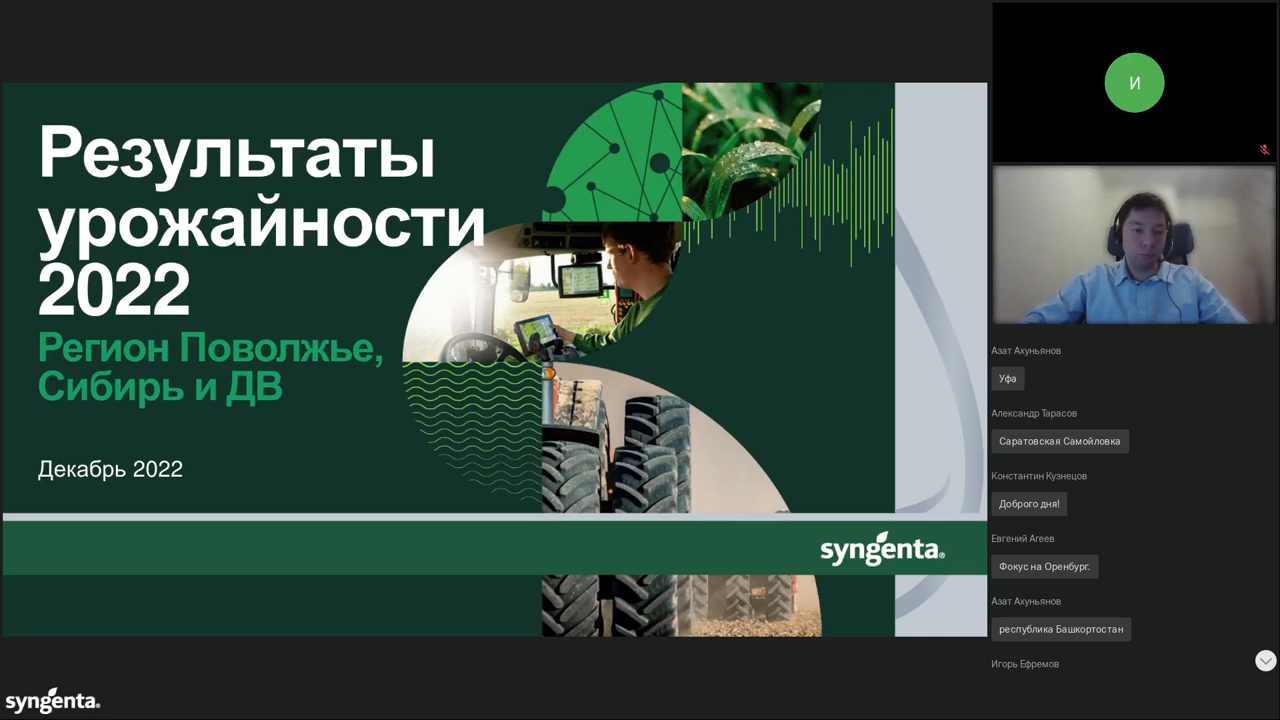 Результаты
урожайности
2022
Регион Поволжье,
Сибирь и ДВ
Декабрь 2022
syngenta®
syngenta®
И
Азат Ахуньянов
Уфа
Александр Тарасов
Саратовская Самойловка
Константин Кузнецов
Доброго дня!
Евгений Агеев
Фокус на Оренбург.
Азат Ахуньянов
республика Башкортостан
Игорь Ефремов